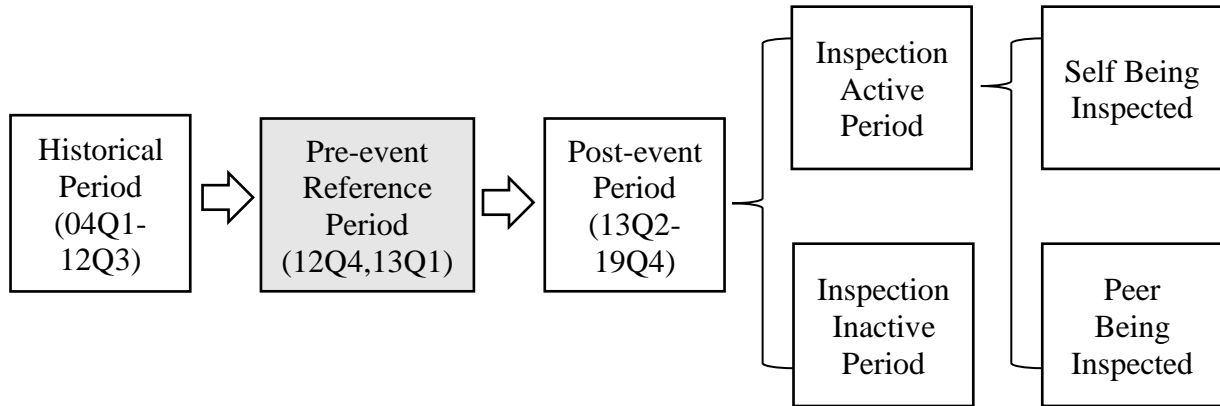 Historical
Period
(04Q1-
12Q3)
Pre-event
Reference
Period
(12Q4,13Q1)
Post-event
Period
(13Q2-
19Q4)
Inspection
Active
Period
Inspection
Inactive
Period
Self Being
Inspected
Peer
Being
Inspected